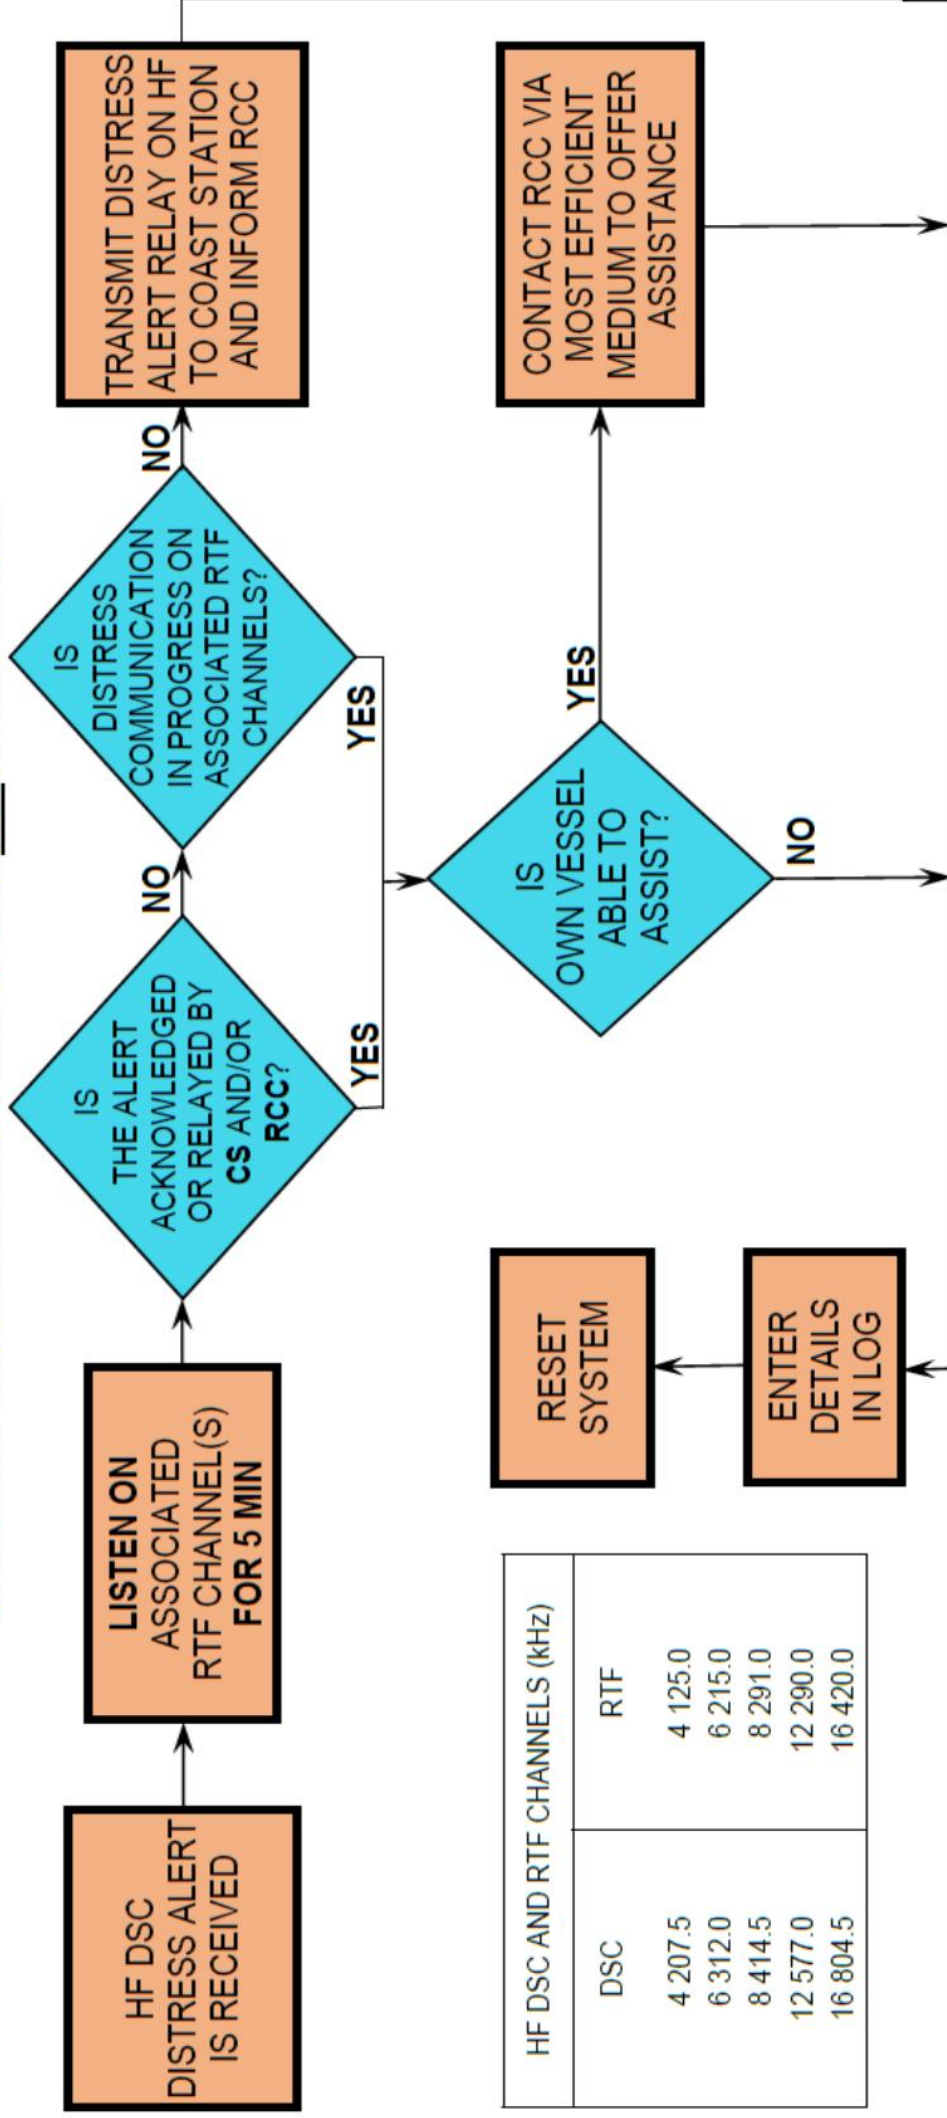 HF DSC
DISTRESS ALERT
IS RECEIVED
LISTEN ON
ASSOCIATED
RTF CHANNEL(S)
FOR 5 MIN
IS
THE ALERT
ACKNOWLEDGED
OR RELAYED BY
CS AND/OR
RCC?
NO
YES
IS
DISTRESS
COMMUNICATION
IN PROGRESS ON
ASSOCIATED RTF
CHANNELS?
NO
YES
TRANSMIT DISTRESS
ALERT RELAY ON HF
TO COAST STATION
AND INFORM RCC
HF DSC AND RTF CHANNELS (kHz)
DSC RTF
4 207.5 4 125.0
6 312.0 6 215.0
8 414.5 8 291.0
12 577.0 12 290.0
16 804.5 16 420.0
RESET
SYSTEM
ENTER
DETAILS
IN LOG
IS
OWN VESSEL
ABLE TO
ASSIST?
YES
NO
CONTACT RCC VIA
MOST EFFICIENT
MEDIUM TO OFFER
ASSISTANCE